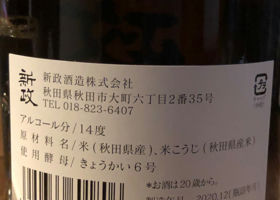 新政
新政酒造株式会社
秋田県秋田市大町六丁目2番35号
TEL 018-823-6407
アルコール分/14度
原材料名/米(秋田県産)、米こうじ(秋田県産米)
使用酵母/きょうかい6号
*お酒は20歳から。
2020.12